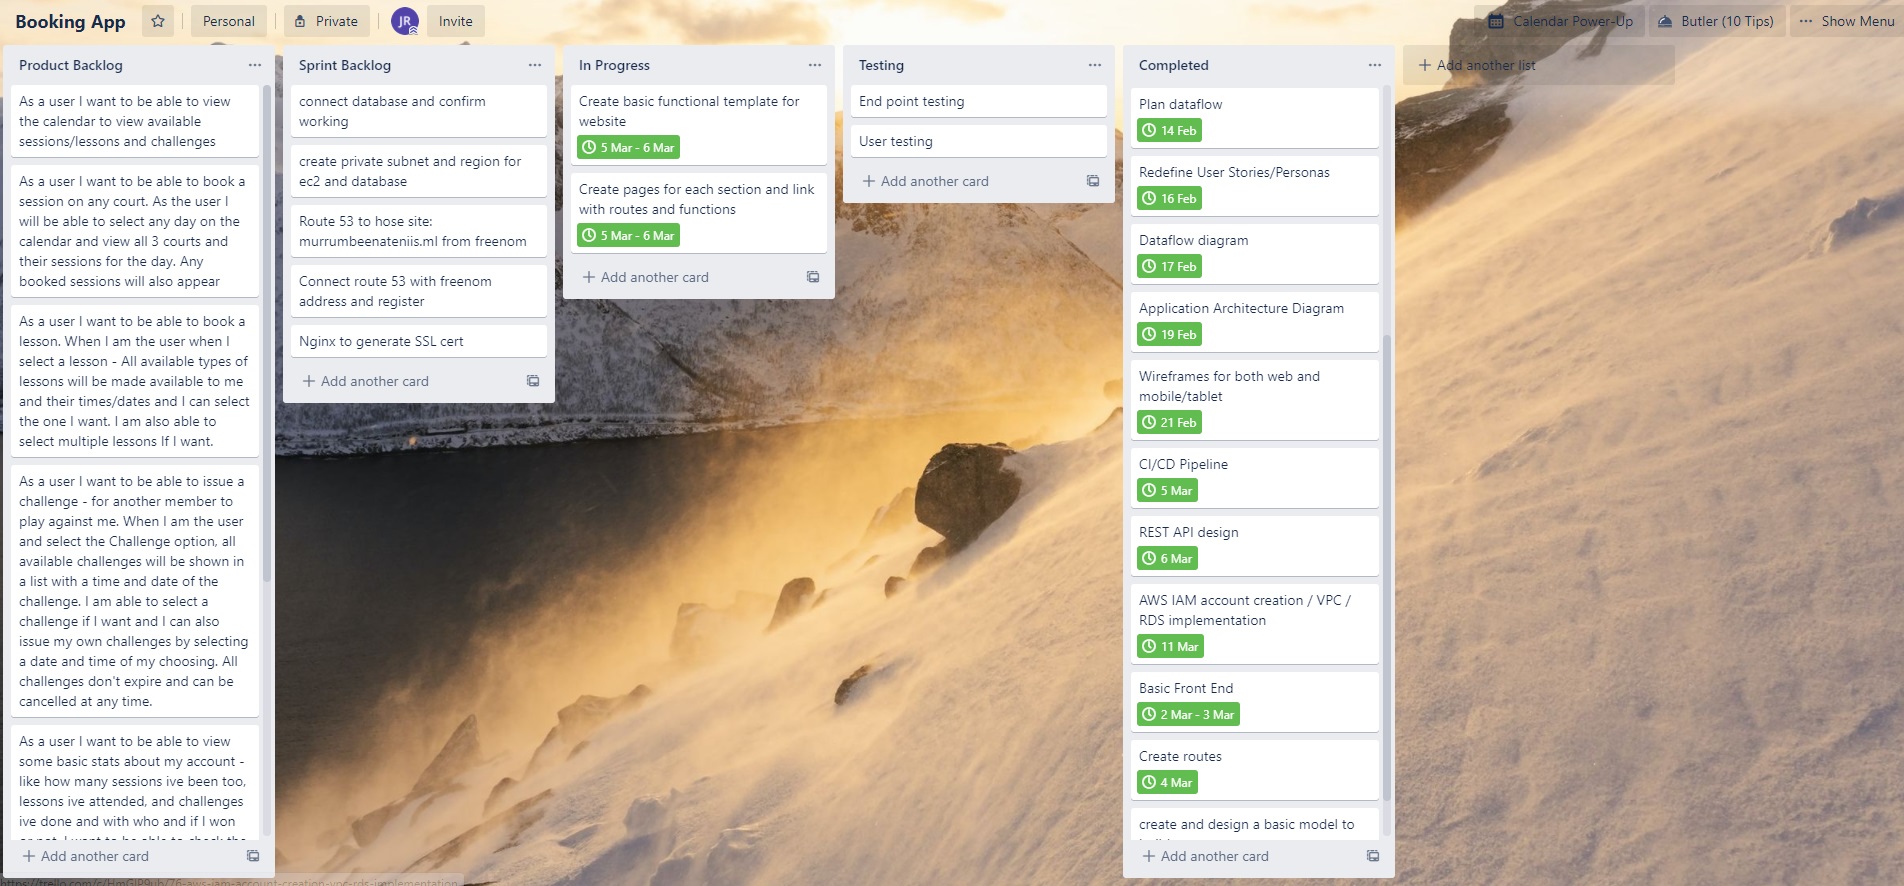 Booking App
Personal
Private
JR
Invite
Calendar Power-Up
Butler (10 Tips)
Show Menu
Product Backlog
As a user I want to be able to view
the calendar to view available
sessions/lessons and challenges
As a user I want to be able to book a
session on any court. As the user I
will be able to select any day on the
calendar and view all 3 courts and
their sessions for the day. Any
booked sessions will also appear
As a user I want to be able to book a
lesson. When I am the user when I
select a lesson - All available types of
lessons will be made available to me
and their times/dates and I can select
the one I want. I am also able to
select multiple lessons If I want.
As a user I want to be able to issue a
challenge - for another member to
play against me. When I am the user
and select the Challenge option, all
available challenges will be shown in
a list with a time and date of the
challenge. I am able to select a
challenge if I want and I can also
issue my own challenges by selecting
a date and time of my choosing. All
challenges don't expire and can be
cancelled at any time.
As a user I want to be able to view
some basic stats about my account -
like how many sessions ive been too,
lessons ive attended, and challenges
ive done and with who and if I won
or not. I want to be able to check the
+ Add another card
Sprint Backlog
connect database and confirm
working
create private subnet and region for
ec2 and database
Route 53 to hose site:
murrumbeenateniis.ml from freenom
Connect route 53 with freenom
address and register
Nginx to generate SSL cert
+ Add another card
In Progress
Create basic functional template for
website
5 Mar - 6 Mar
Create pages for each section and link
with routes and functions
5 Mar - 6 Mar
+ Add another card
Testing
End point testing
User testing
+ Add another card
Completed
Plan dataflow
14 Feb
Redefine User Stories/Personas
16 Feb
Dataflow diagram
17 Feb
Application Architecture Diagram
19 Feb
Wireframes for both web and
mobile/tablet
21 Feb
CI/CD Pipeline
5 Mar
REST API design
6 Mar
AWS IAM account creation / VPC /
RDS implementation
11 Mar
Basic Front End
2 Mar - 3 Mar
Create routes
4 Mar
create and design a basic model to
+ Add another card
+ Add another list